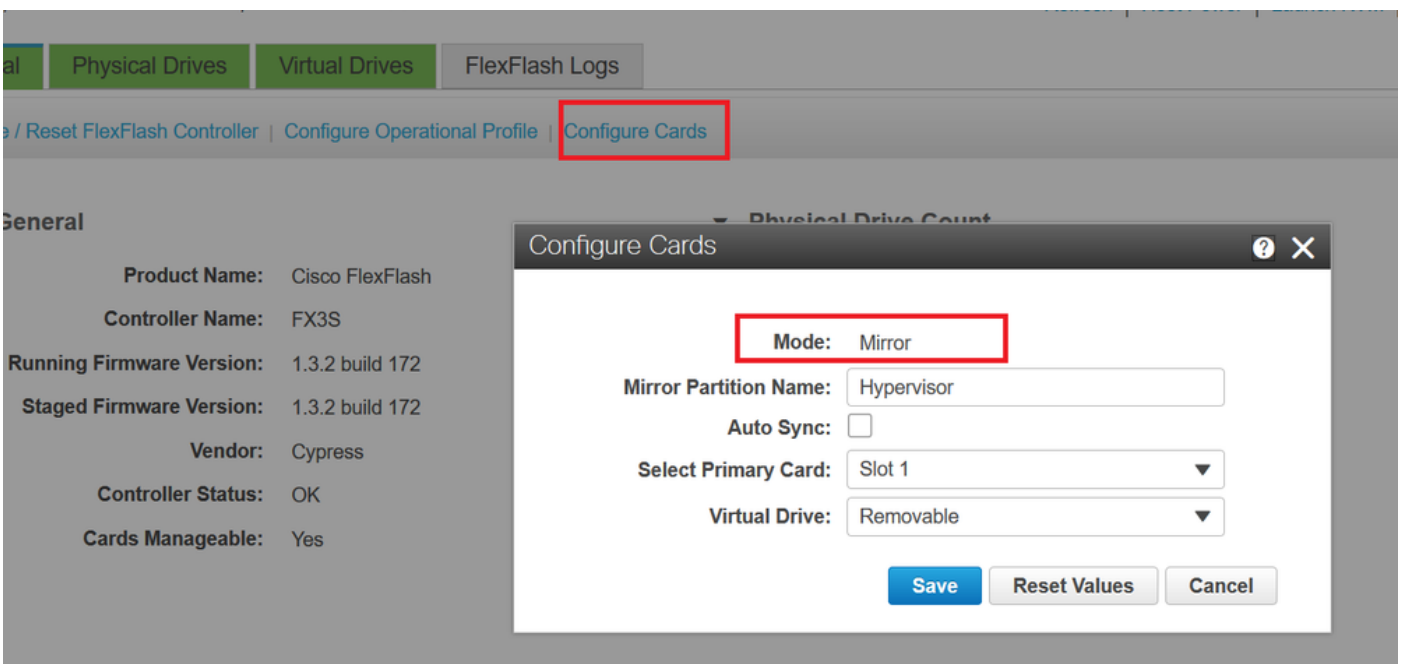 al Physical Drives Virtual Drives FlexFlash Logs
e / Reset FlexFlash Controller | Configure Operational Profile | Configure Cards
General
Physical Drive Count
Product Name: Cisco FlexFlash
Controller Name: FX3S
Running Firmware Version: 1.3.2 build 172
Staged Firmware Version: 1.3.2 build 172
Vendor: Cypress
Controller Status: OK
Cards Manageable: Yes
Configure Cards
Mode: Mirror
Mirror Partition Name: Hypervisor
Auto Sync:
Select Primary Card: Slot 1
Virtual Drive: Removable
Save Reset Values Cancel